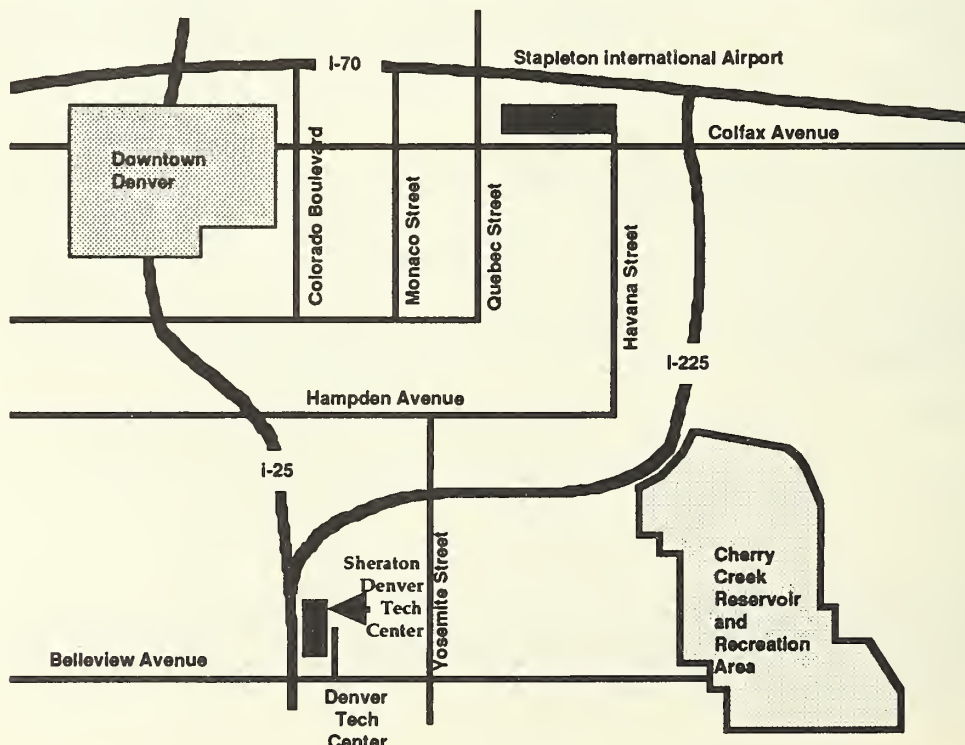 I-70
Stapleton international Airport
Colfax Avenue
Downtown
Denver
Colorado Boulevard
Monaco Street
Quebec Street
Havana Street
I-225
Hampden Avenue
i-25
Sheraton
Denver
Tech
Center
Yosemite Street
Cherry
Creek
Reservoir
and
Recreation
Area
Belleview Avenue
Denver
Tech
Center